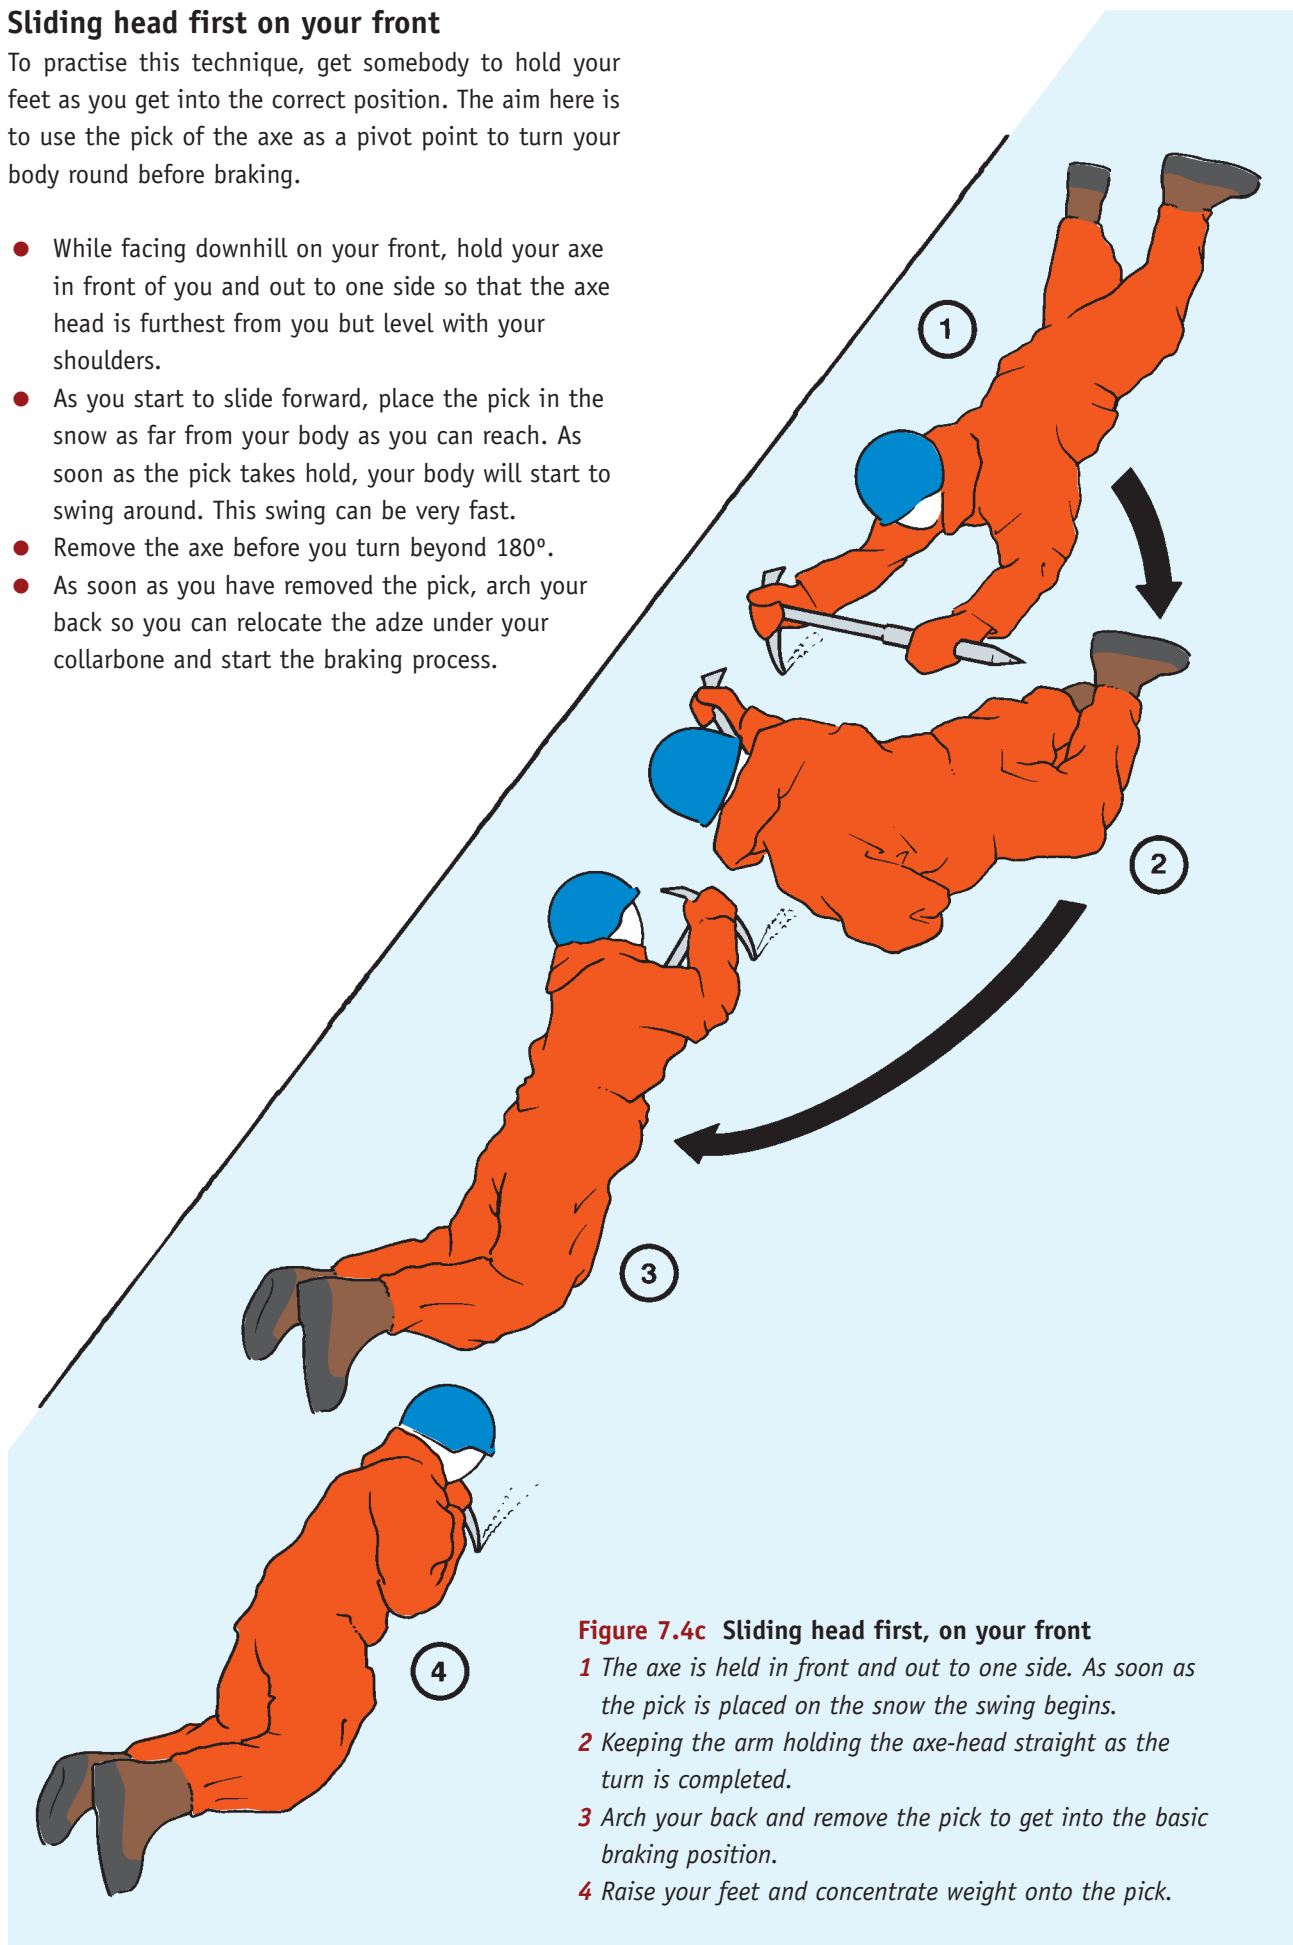 Sliding head first on your front
To practise this technique, get somebody to hold your
feet as you get into the correct position. The aim here is
to use the pick of the axe as a pivot point to turn your
body round before braking.
● While facing downhill on your front, hold your axe
in front of you and out to one side so that the axe
head is furthest from you but level with your
shoulders.
● As you start to slide forward, place the pick in the
snow as far from your body as you can reach. As
soon as the pick takes hold, your body will start to
swing around. This swing can be very fast.
● Remove the axe before you turn beyond 180º.
● As soon as you have removed the pick, arch your
back so you can relocate the adze under your
collarbone and start the braking process.
1
2
3
4
Figure 7.4c Sliding head first, on your front
1 The axe is held in front and out to one side. As soon as
the pick is placed on the snow the swing begins.
2 Keeping the arm holding the axe-head straight as the
turn is completed.
3 Arch your back and remove the pick to get into the basic
braking position.
4 Raise your feet and concentrate weight onto the pick.